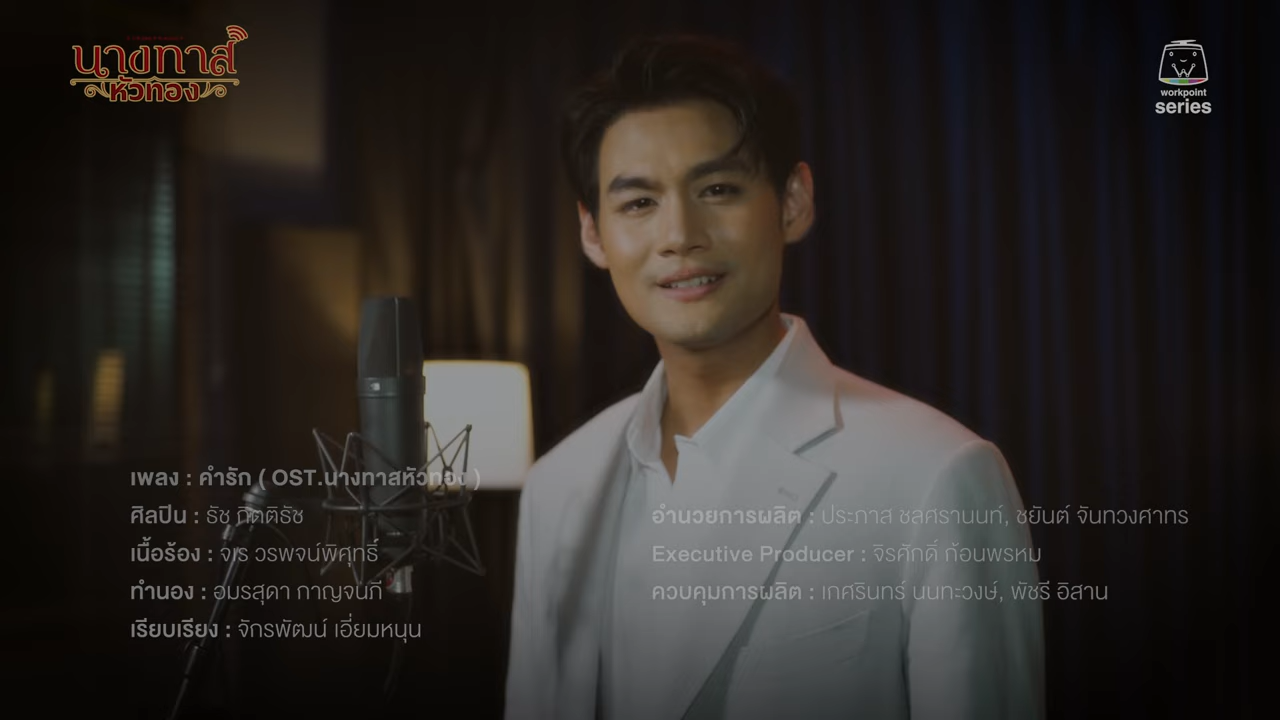 นางทาส
หัวทอง
workpoint
series
เพลง : คำรัก ( OST.นางทาสหัวทอง )
ศิลปิน : ธัช กิตติธัช
เนื้อร้อง : จเร วรพจน์พิศุทธิ์
ทำนอง : อมรสุดา กาญจนภี
เรียบเรียง : จักรพัฒน์ เอี่ยมหนุน
อำนวยการผลิต : ประภาส ชลศรานนท์, ชยันต์ จันทวงศาทร
Executive Producer : จิรศักดิ์ ก้อนพรหม
ควบคุมการผลิต : เกศรินทร์ นนทะวงษ์, พัชรี อิสาน